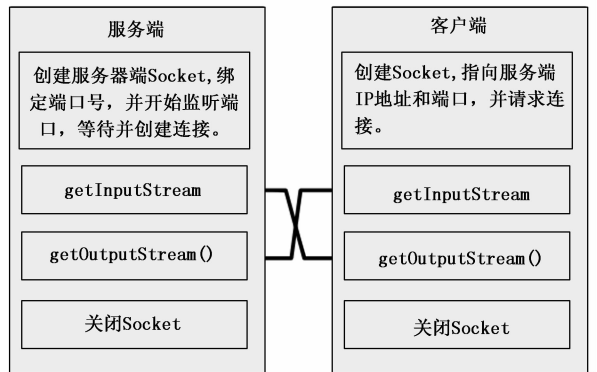 服务端
创建服务器端Socket,绑
定端口号，并开始监听端
口，等待并创建连接。
getInputStream
getOutputStream()
关闭Socket
客户端
创建Socket,指向服务端
IP地址和端口，并请求连
接。
getInputStream
getOutputStream()
关闭Socket